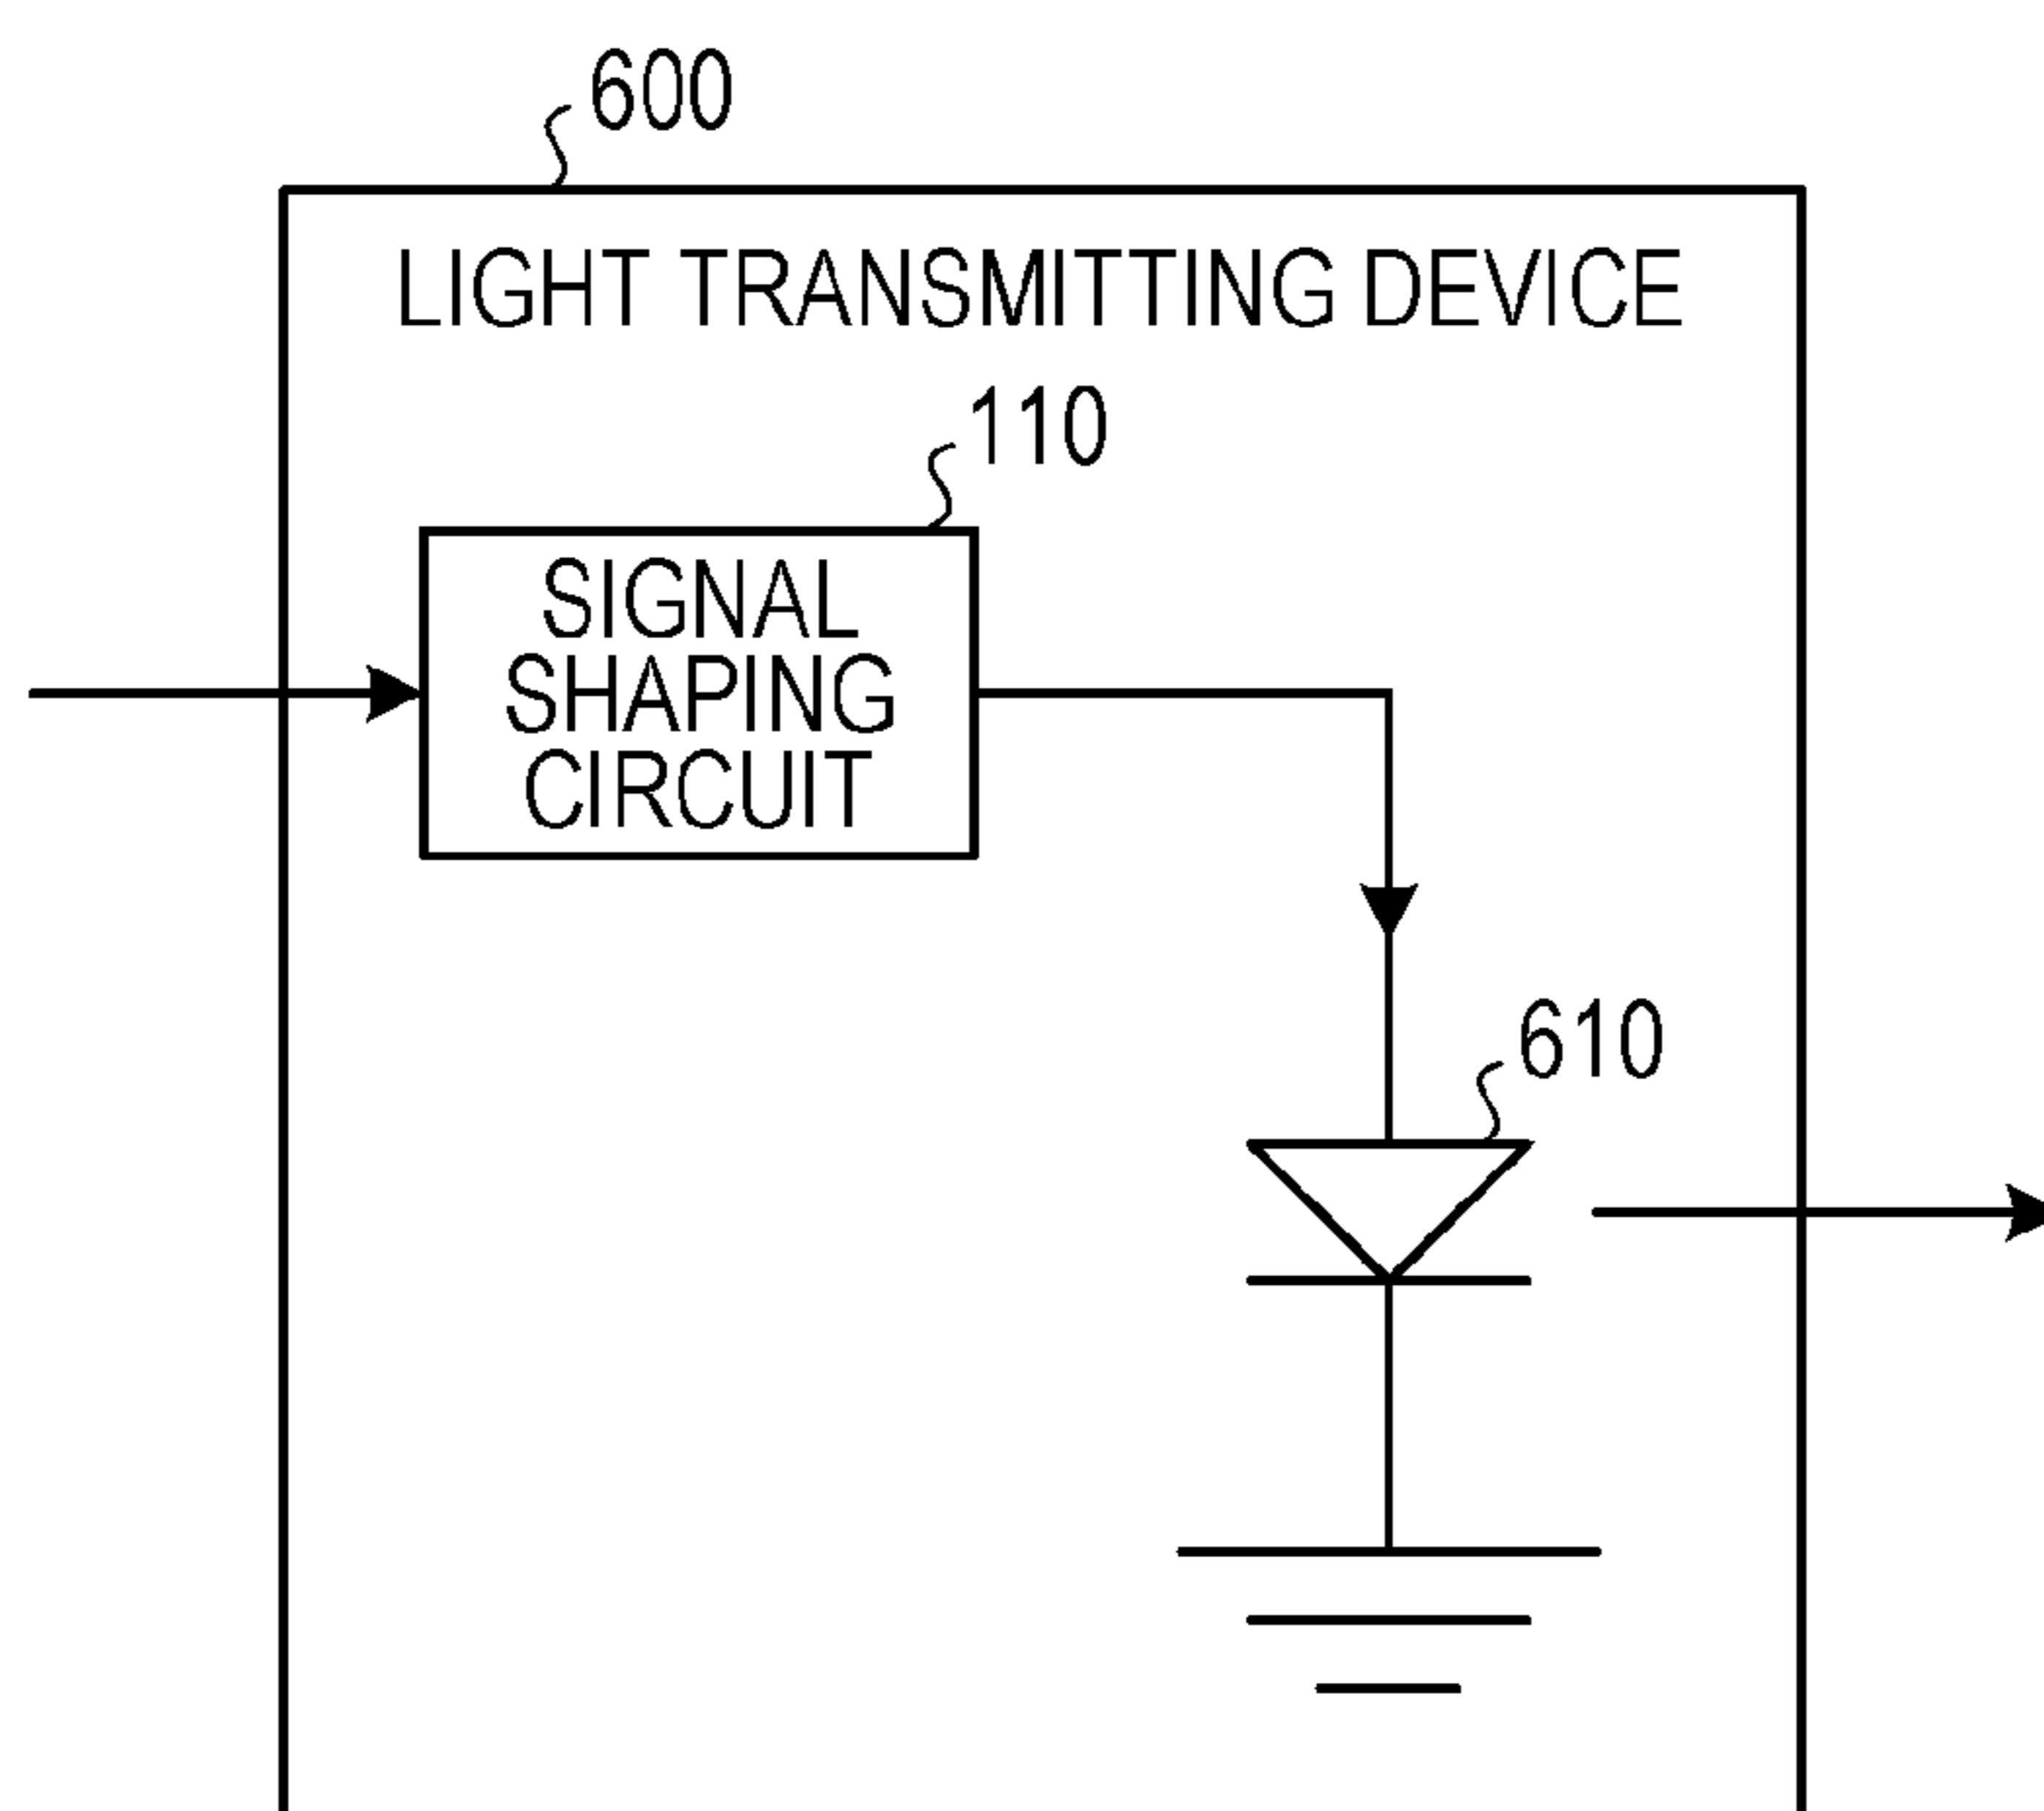 600
LIGHT TRANSMITTING DEVICE
110
SIGNAL
SHAPING
CIRCUIT
610